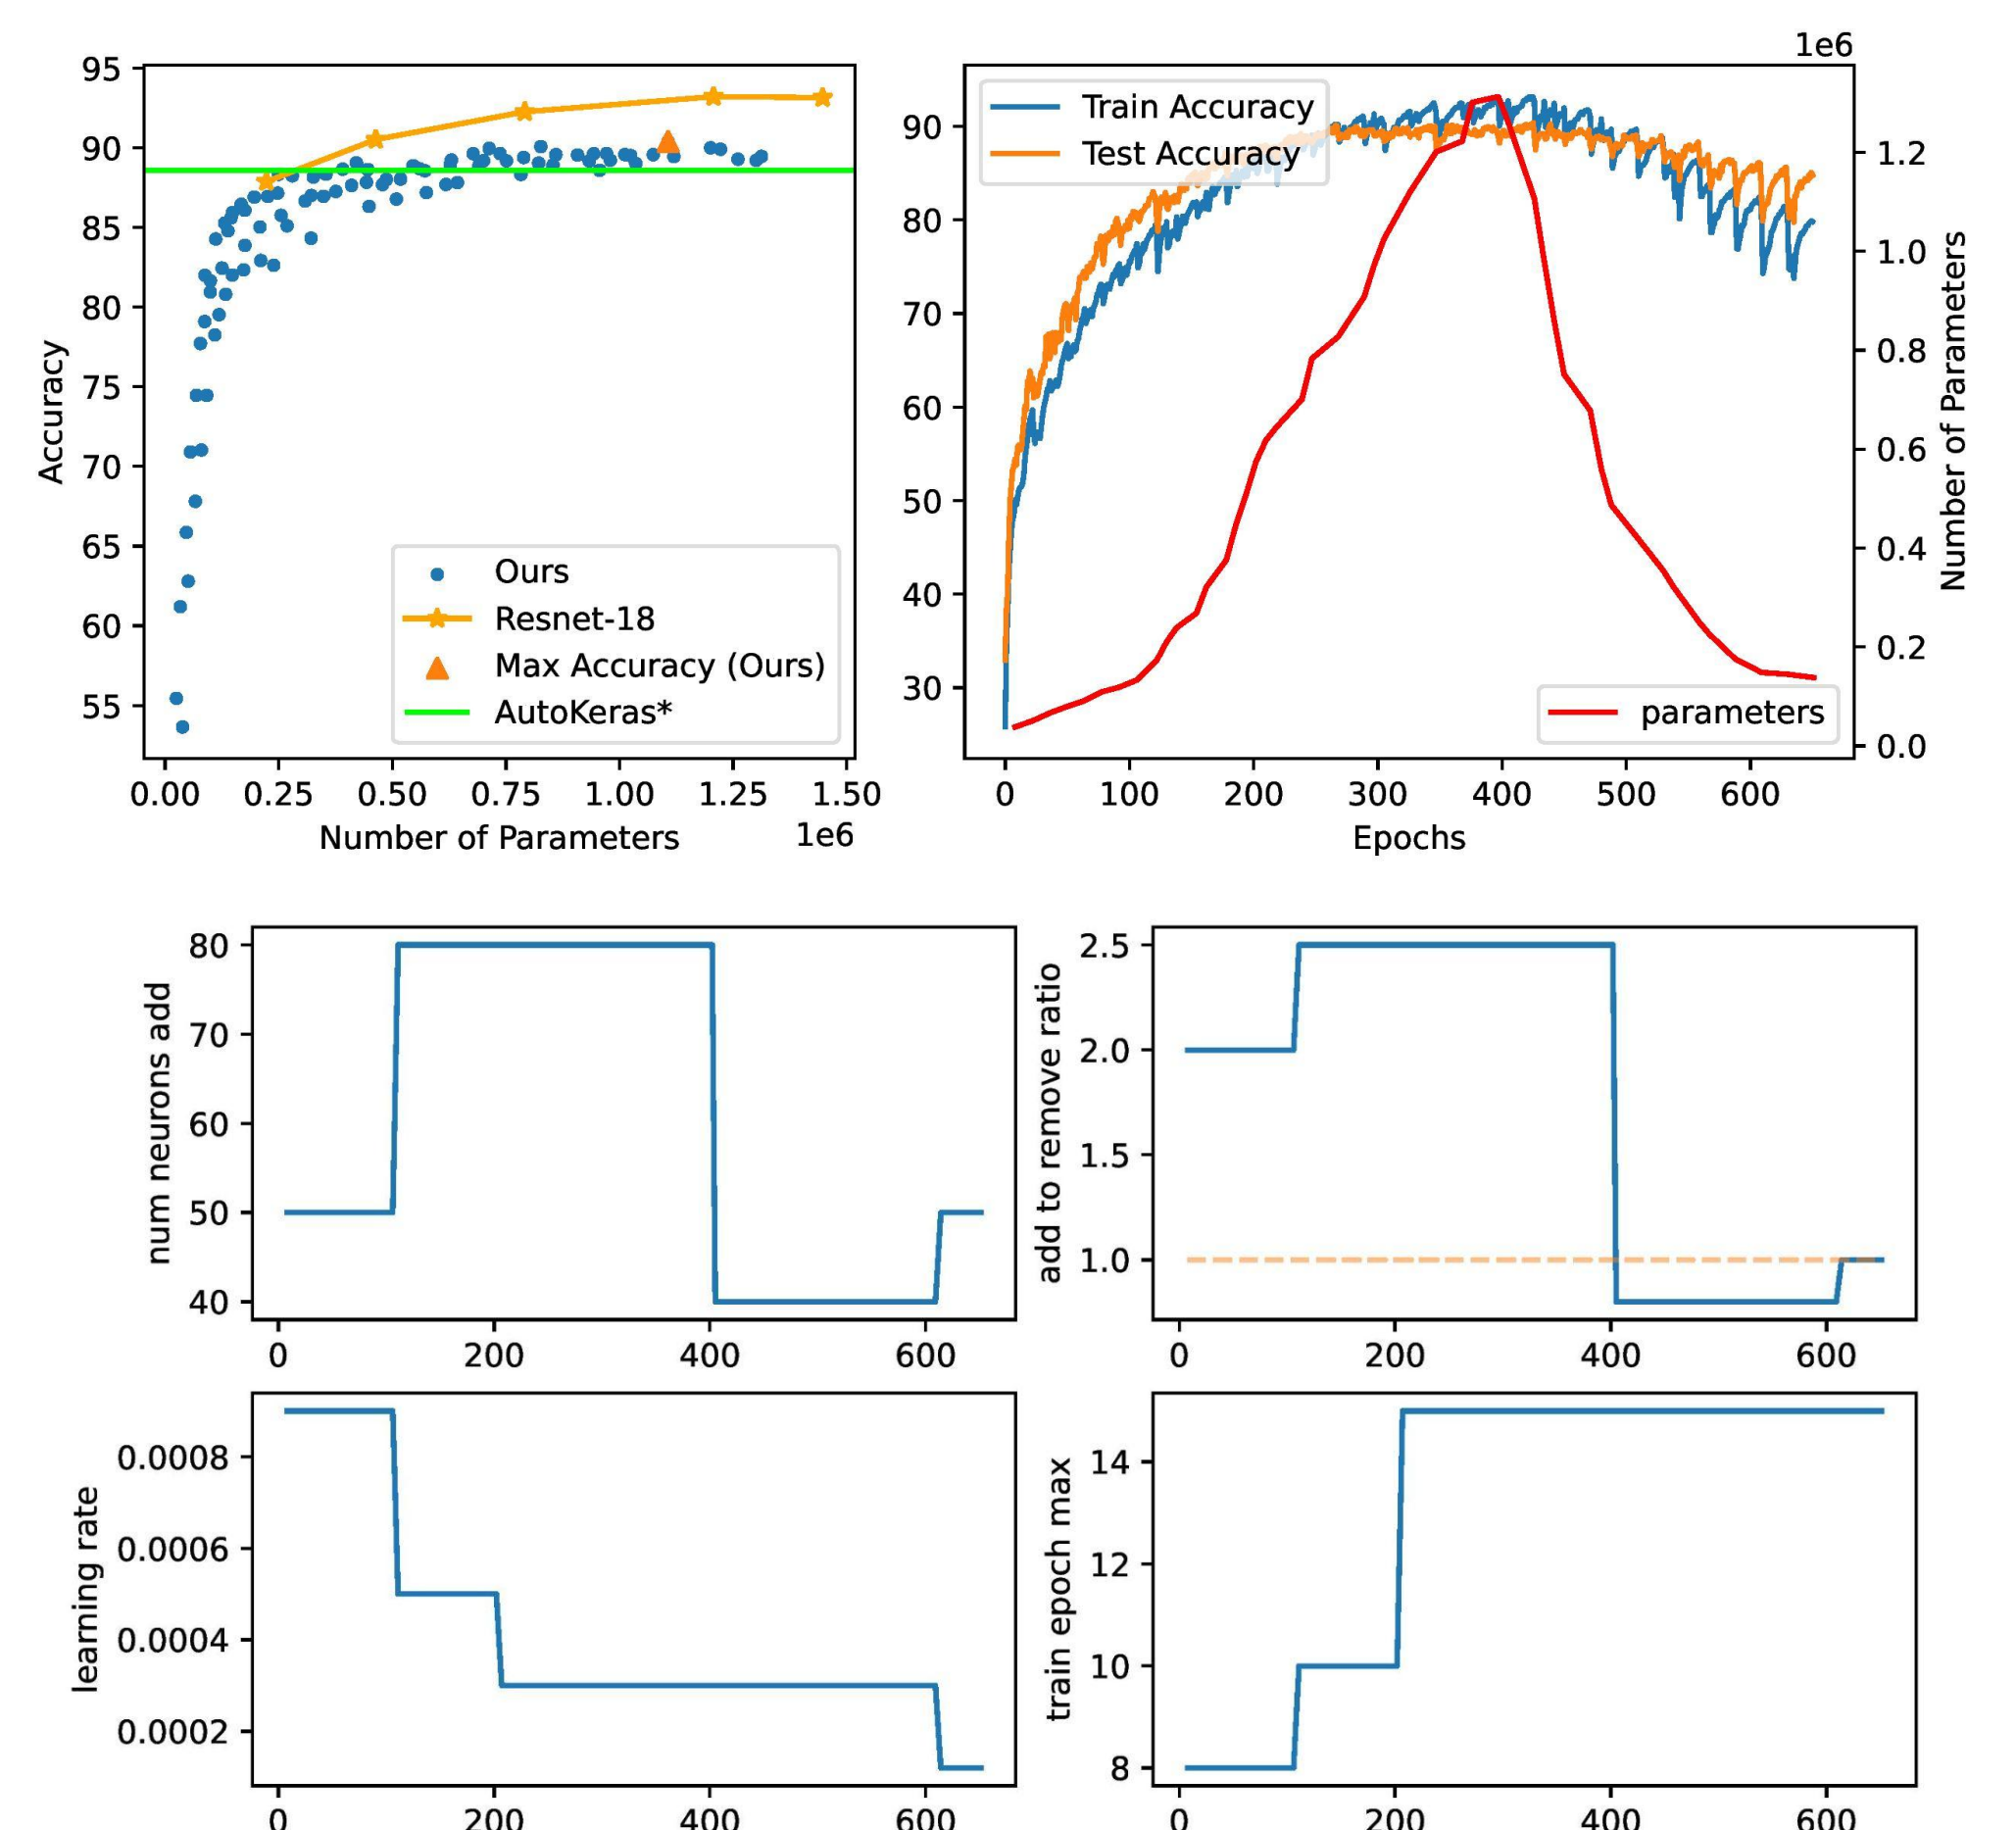 95
90
85
80
75
70
65
60
55
Accuracy
Ours
Resnet-18
Max Accuracy (Ours)
AutoKeras*
0.00 0.25 0.50 0.75 1.00 1.25 1.50
Number of Parameters
1e6
1e6
Train Accuracy
Test Accuracy
90
80
70
60
50
40
30
1.2
1.0
0.8
0.6
0.4
0.2
0.0
Number of Parameters
parameters
0 100 200 300 400 500 600
Epochs
80
70
60
50
40
num neurons add
0 200 400 600
2.5
2.0
1.5
1.0
add to remove ratio
0 200 400 600
0.0008
0.0006
0.0004
0.0002
learning rate
0 200 400 600
14
12
10
8
train epoch max
0 200 400 600